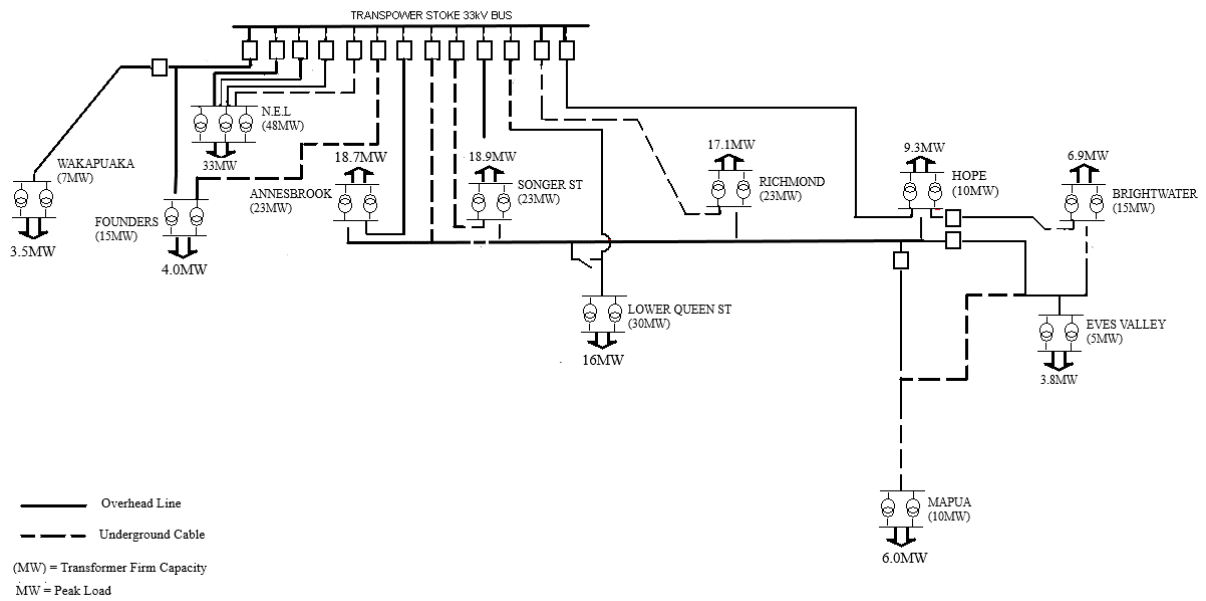 TRANSPOWER STOKE 33kV BUS
N.E.L
(48MW)
33MW
WAKAPUAKA
(7MW)
3.5MW
FOUNDERS
(15MW)
4.0MW
18.7MW
ANNESBROOK
(23MW)
18.9MW
SONGER ST
(23MW)
17.1MW
RICHMOND
(23MW)
9.3MW
HOPE
(10MW)
6.9MW
BRIGHTWATER
(15MW)
LOWER QUEEN ST
(30MW)
16MW
EVES VALLEY
(5MW)
3.8MW
MAPUA
(10MW)
6.0MW
Overhead Line
Underground Cable
(MW) = Transformer Firm Capacity
MW = Peak Load